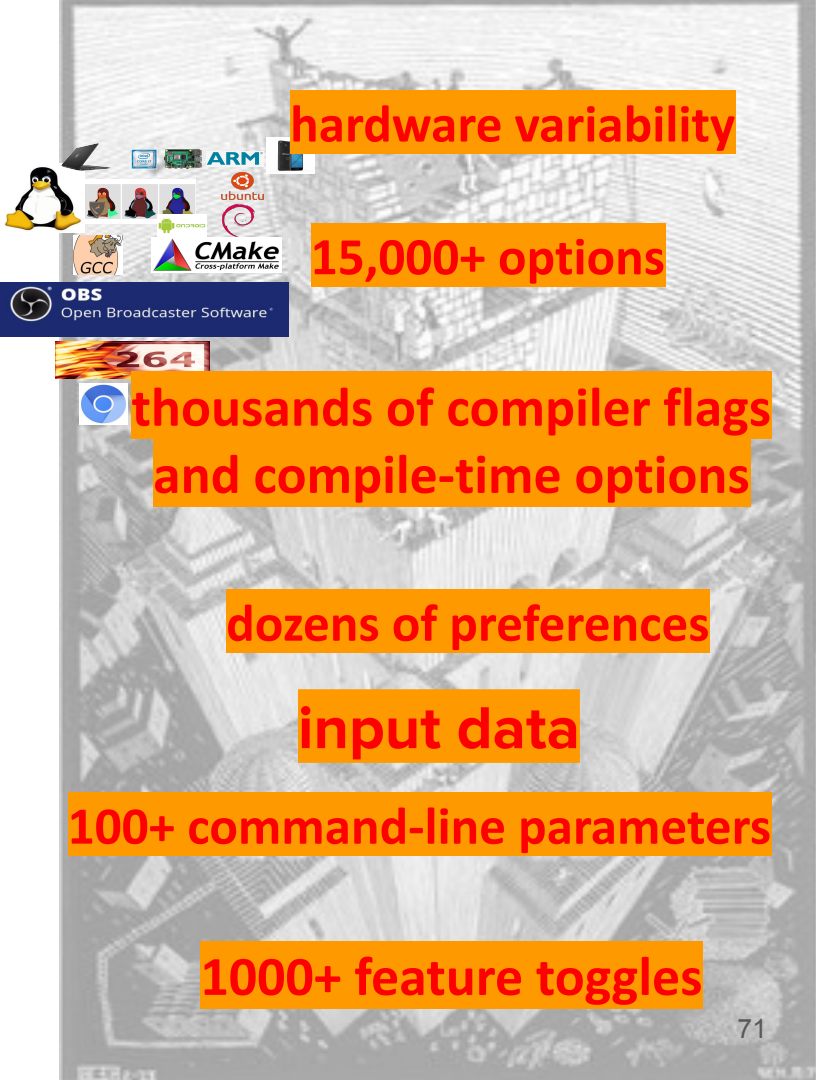 hardware variability
ARM
ubuntu
15,000+ options
GCC
CMake
Cross-platform Make
OBS
Open Broadcaster Software
264
thousands of compiler flags
and compile-time options
dozens of preferences
input data
100+ command-line parameters
1000+ feature toggles
71